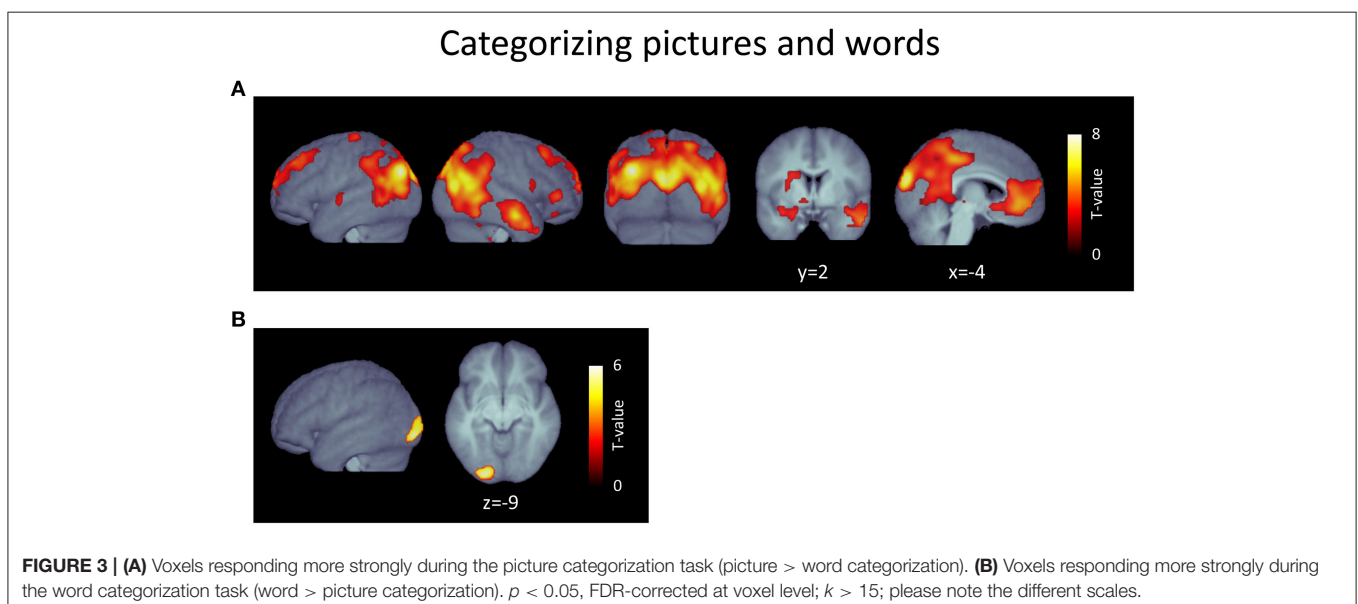 Categorizing pictures and words
A
8
T-value
0
y=2
x=-4
B
6
T-value
0
z=-9
FIGURE 3 | (A) Voxels responding more strongly during the picture categorization task (picture > word categorization). (B) Voxels responding more strongly during
the word categorization task (word > picture categorization). p < 0.05, FDR-corrected at voxel level; k > 15; please note the different scales.